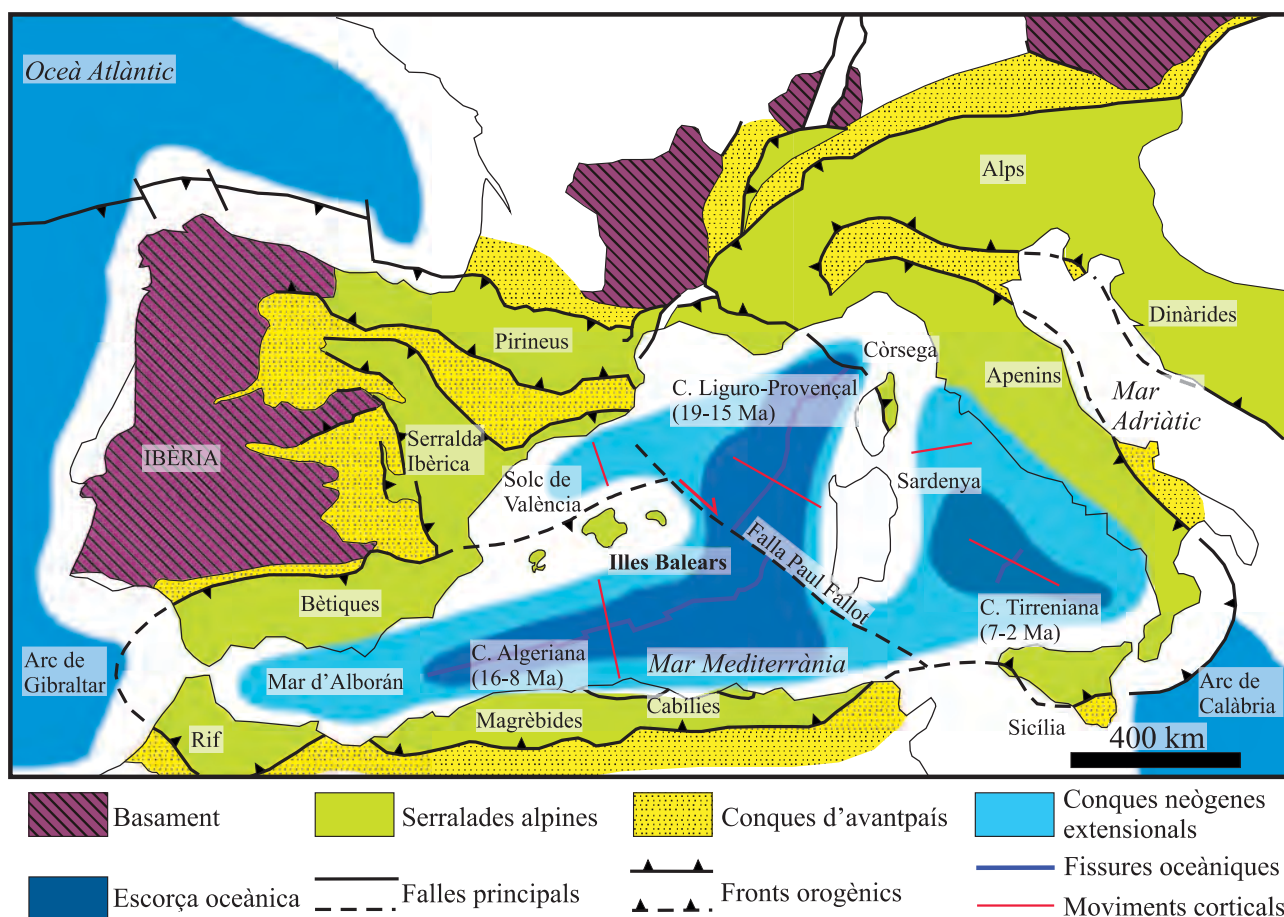 Oceà Atlàntic
Alps
Dinàrides
Pirineus
Còrsega
C. Liguro-Provençal
(19-15 Ma)
Apenins
Mar
Adriàtic
IBÈRIA
Serralda
Ibèrica
Solc de
València
Sardenya
Illes Balears
Falla Paul Fallot
Bètiques
C. Tirreniana
(7-2 Ma)
Arc de
Gibraltar
Mar d'Alborán
C. Algeriana
(16-8 Ma)
Mar Mediterrània
Arc de
Calàbria
Cabílies
Magrèbides
Rif
Sicília
400 km
Basament
Serralades alpines
Conques d'avantpaís
Conques neògenes
extensionals
Escorça oceànica
Falles principals
Fronts orogènics
Fissures oceàniques
Moviments corticals